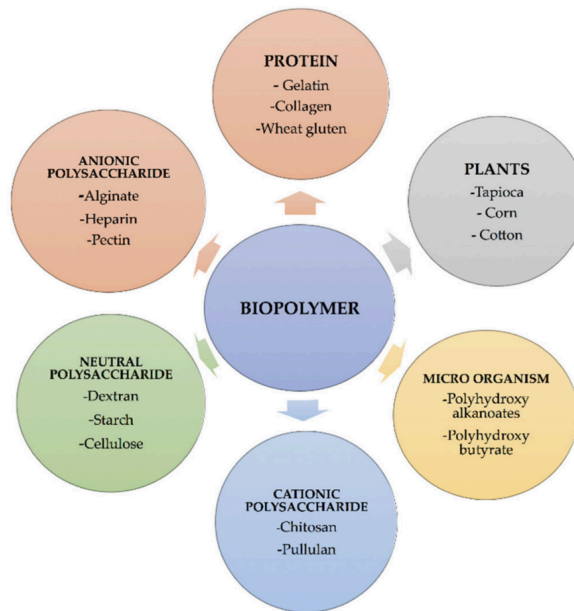 PROTEIN
- Gelatin
-Collagen
-Wheat gluten
ANIONIC
POLYSACCHARIDE
-Alginate
-Heparin
-Pectin
PLANTS
-Tapioca
- Corn
- Cotton
BIOPOLYMER
NEUTRAL
POLYSACCHARIDE
-Dextran
-Starch
-Cellulose
MICRO ORGANISM
-Polyhydroxy
alkanoates
-Polyhydroxy
butyrate
CATIONIC
POLYSACCHARIDE
-Chitosan
-Pullulan